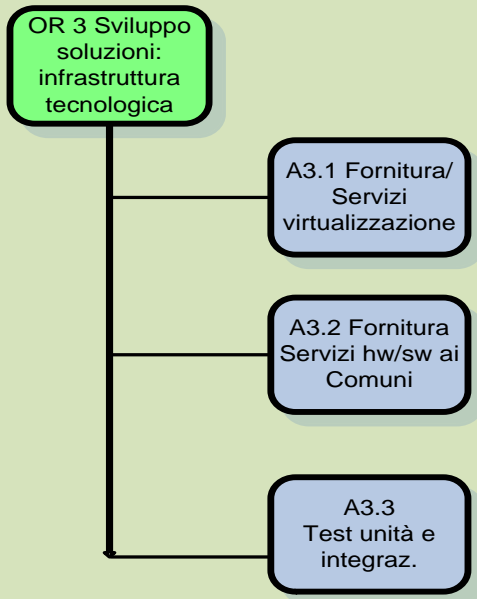 OR 3 Sviluppo
soluzioni:
infrastruttura
tecnologica
A3.1 Fornitura/
Servizi
virtualizzazione
A3.2 Fornitura
Servizi hw/sw ai
Comuni
A3.3
Test unità e
integraz.